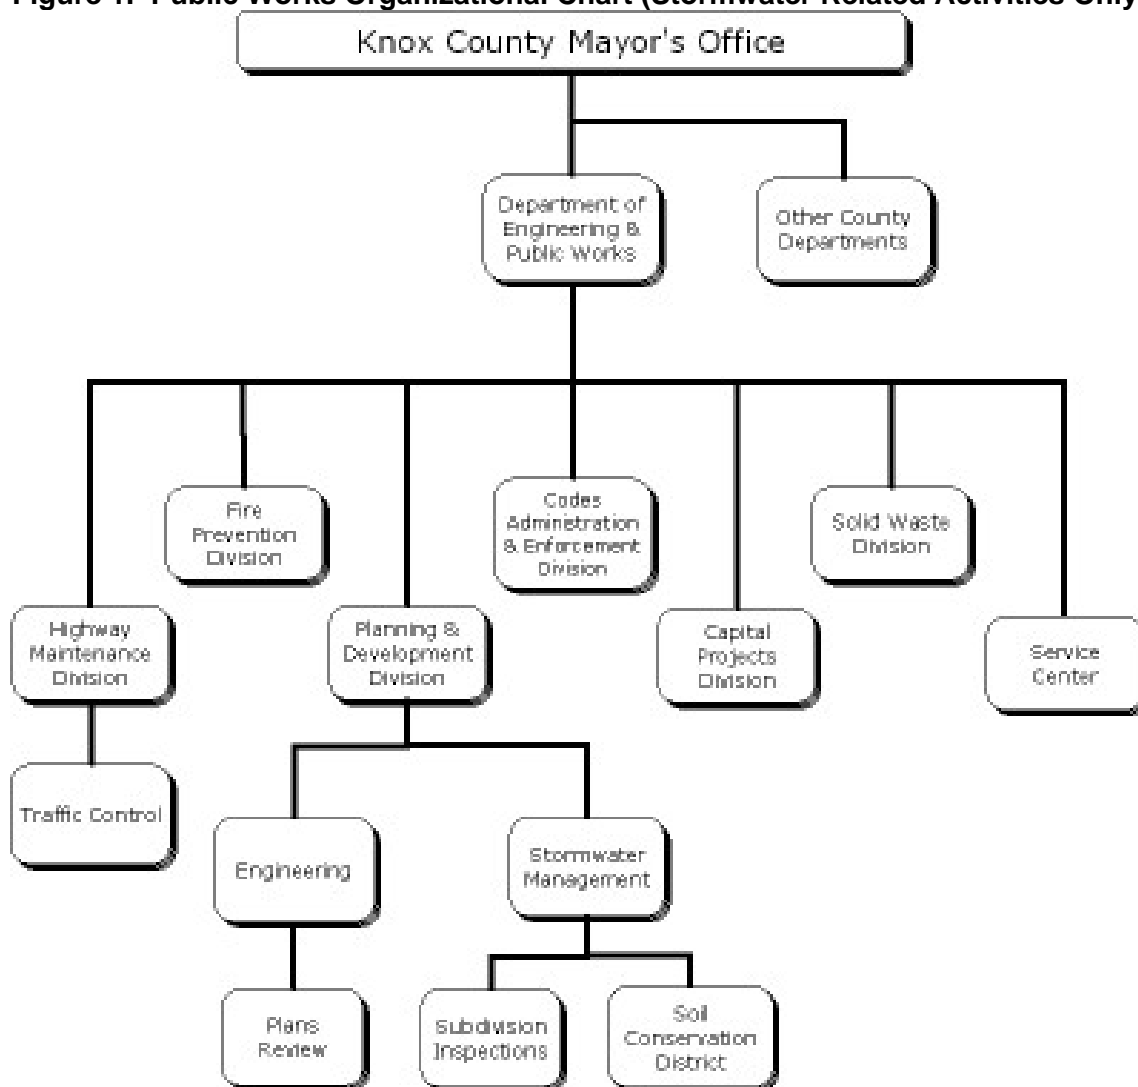 Figure 1. Public Works Organizational Chart (Stormwater Related Activities Only
Knox County Mayor's Office
Department of
Engineering &
Public Works
Other County
Departments
Fire
Prevention
Division
Codes
Administration
& Enforcement
Division
Solid Waste
Division
Highway
Maintenance
Division
Planning &
Development
Division
Capital
Projects
Division
Service
Center
Traffic Control
Engineering
Stormwater
Management
Plans
Review
Subdivision
Inspections
Soil
Conservation
District